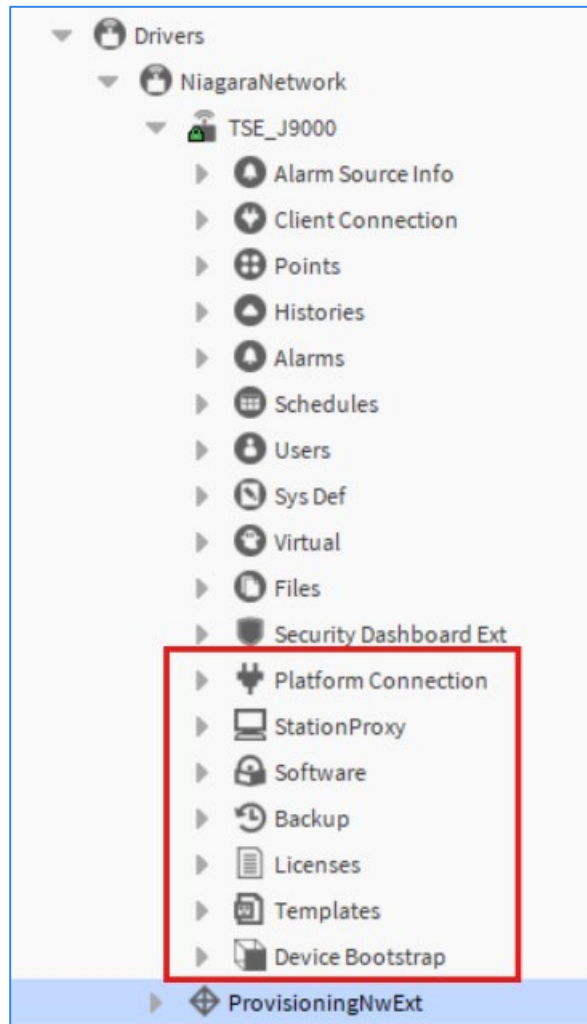 Drivers
NiagaraNetwork
TSE_J9000
Alarm Source Info
Client Connection
Points
Histories
Alarms
Schedules
Users
Sys Def
Virtual
Files
Security Dashboard Ext
Platform Connection
StationProxy
Software
Backup
Licenses
Templates
Device Bootstrap
ProvisioningNwExt